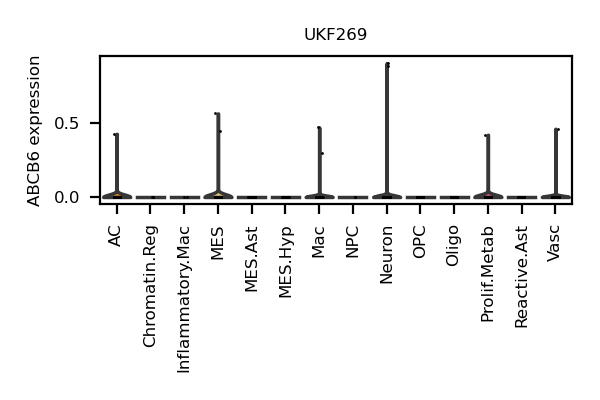 UKF269
ABCB6 expression
0.5
0.0
AC
Chromatin.Reg
Inflammatory.Mac
MES
MES.Ast
MES.Hyp
Mac
NPC
Neuron
OPC
Oligo
Prolif.Metab
Reactive.Ast
Vasc